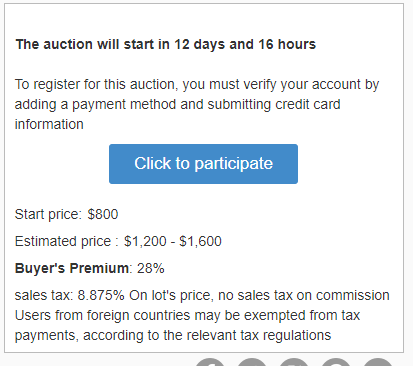 The auction will start in 12 days and 16 hours
To register for this auction, you must verify your account by
adding a payment method and submitting credit card
information
Click to participate
Start price: $800
Estimated price : $1,200 - $1,600
Buyer's Premium: 28%
sales tax: 8.875% On lot's price, no sales tax on commission
Users from foreign countries may be exempted from tax
payments, according to the relevant tax regulations